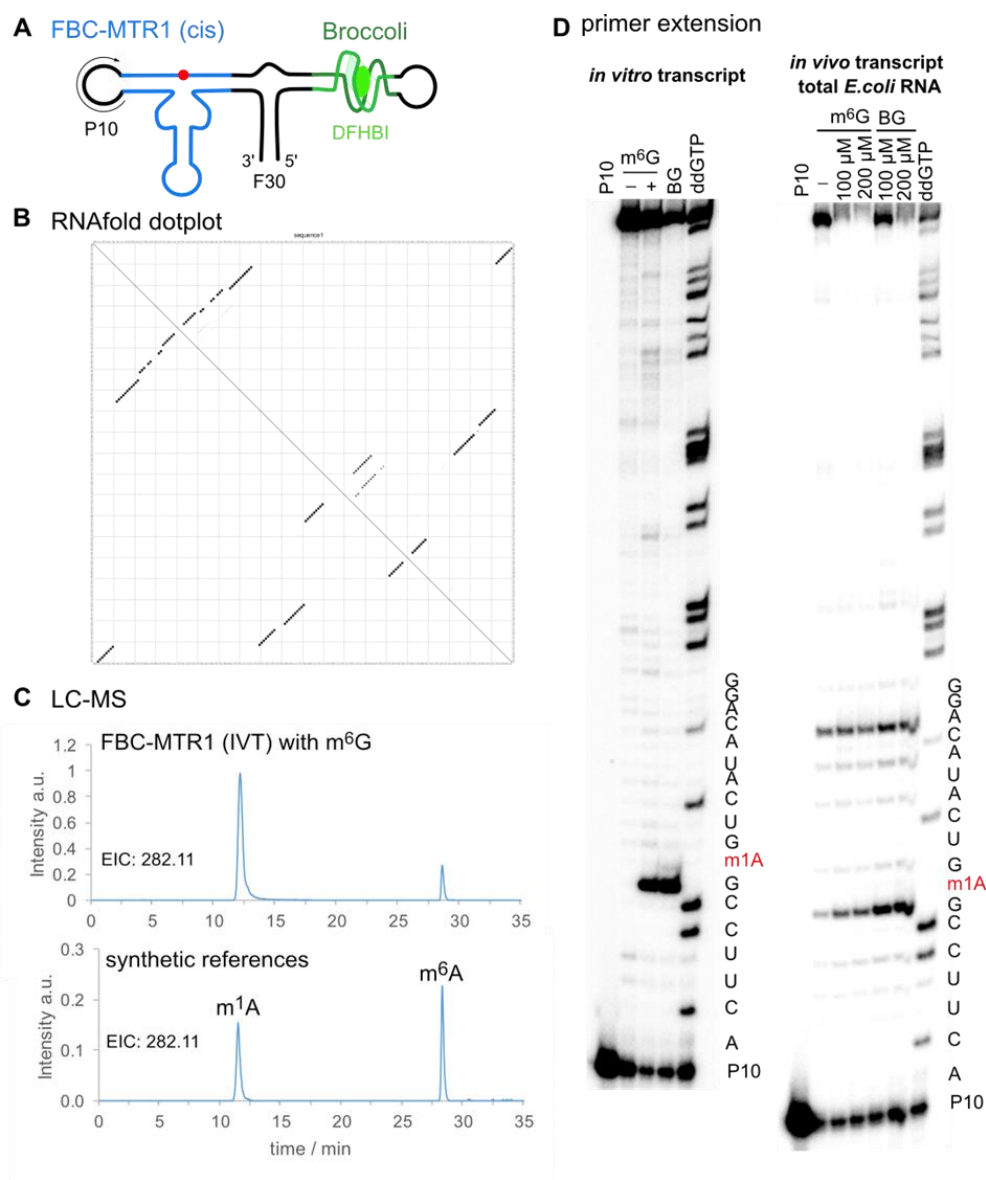 A FBC-MTR1 (cis)
Broccoli
P10
DFHBI
3' 5'
F30
B RNAfold dotplot
sequence1
C LC-MS
FBC-MTR1 (IVT) with m⁶G
Intensity a.u.
1.2
1
0.8
0.6
0.4
0.2
0
EIC: 282.11
0 5 10 15 20 25 30 35
synthetic references
Intensity a.u.
0.3
0.2
0.1
0.0
m¹A
m⁶A
EIC: 282.11
0 5 10 15 20 25 30 35
time / min
D primer extension
in vitro transcript
P10
m⁶G
– +
BG
ddGTP
G
G
A
C
A
U
A
C
U
G
m1A
G
C
C
U
U
C
A
P10
in vivo transcript
total E.coli RNA
P10
m⁶G BG
–
100 µM
200 µM
100 µM
200 µM
ddGTP
G
G
A
C
A
U
A
C
U
G
m1A
G
C
C
U
U
C
A
P10